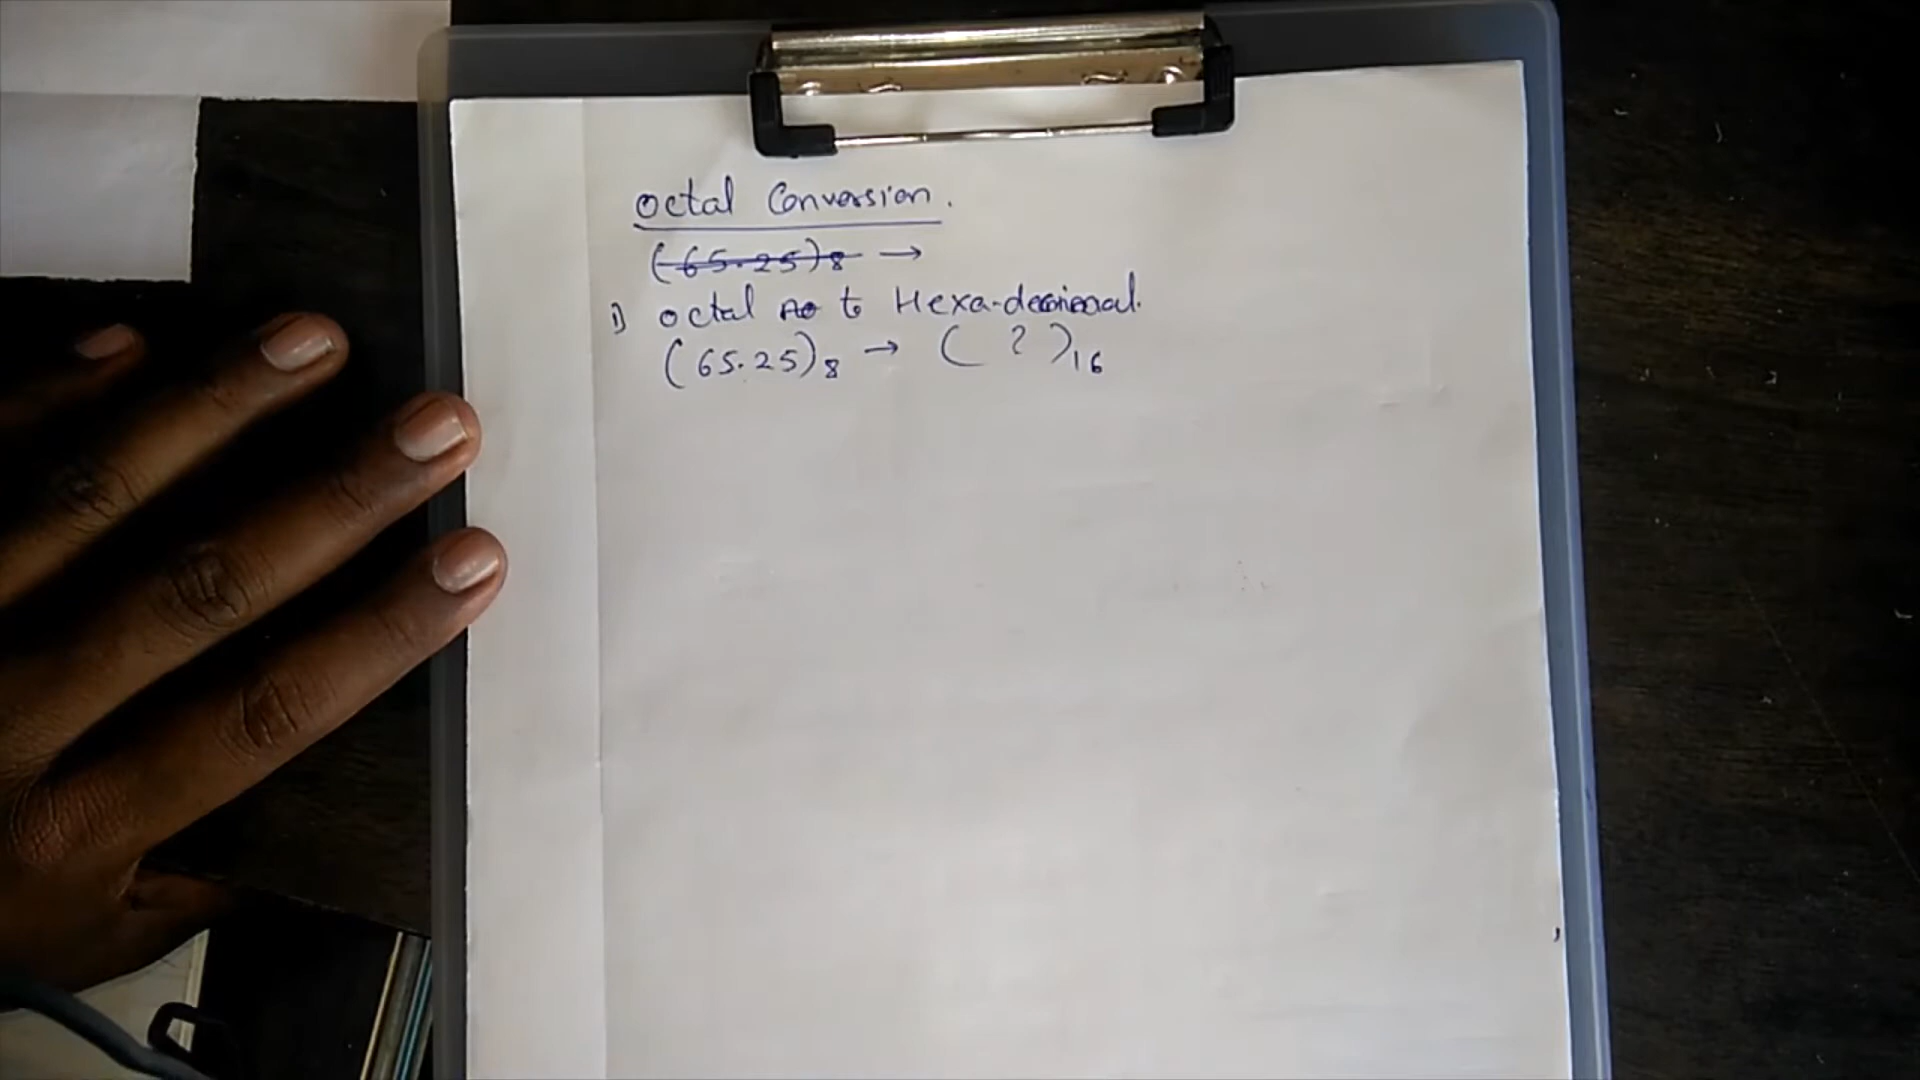 Octal Conversion.
(65.25)8 →
1) Octal to Hexa-decimal.
(65.25)8 → ( ? )16